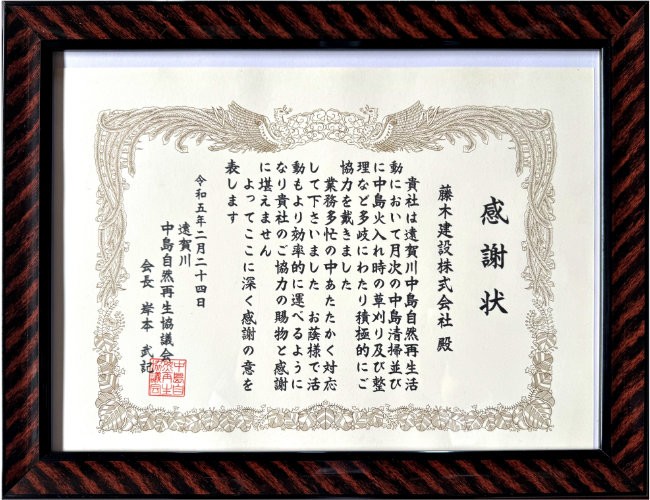 感謝状
藤木建設株式会社 殿
貴社は遠賀川中島自然再生活
動において月次の中島清掃並び
に中島火入れ時の草刈り及び整
理など多岐にわたり積極的にご
協力を戴きました
業務多忙の中あたたかく対応
して下さいました お蔭様で活
動もより効率的に運べるように
なり貴社のご協力の賜物と感謝
に堪えません
よってここに深く感謝の意を
表します
令和五年二月二十四日
遠賀川
中島自然再生協議会
会長 岸本 武記
中島自
然再生
協議会